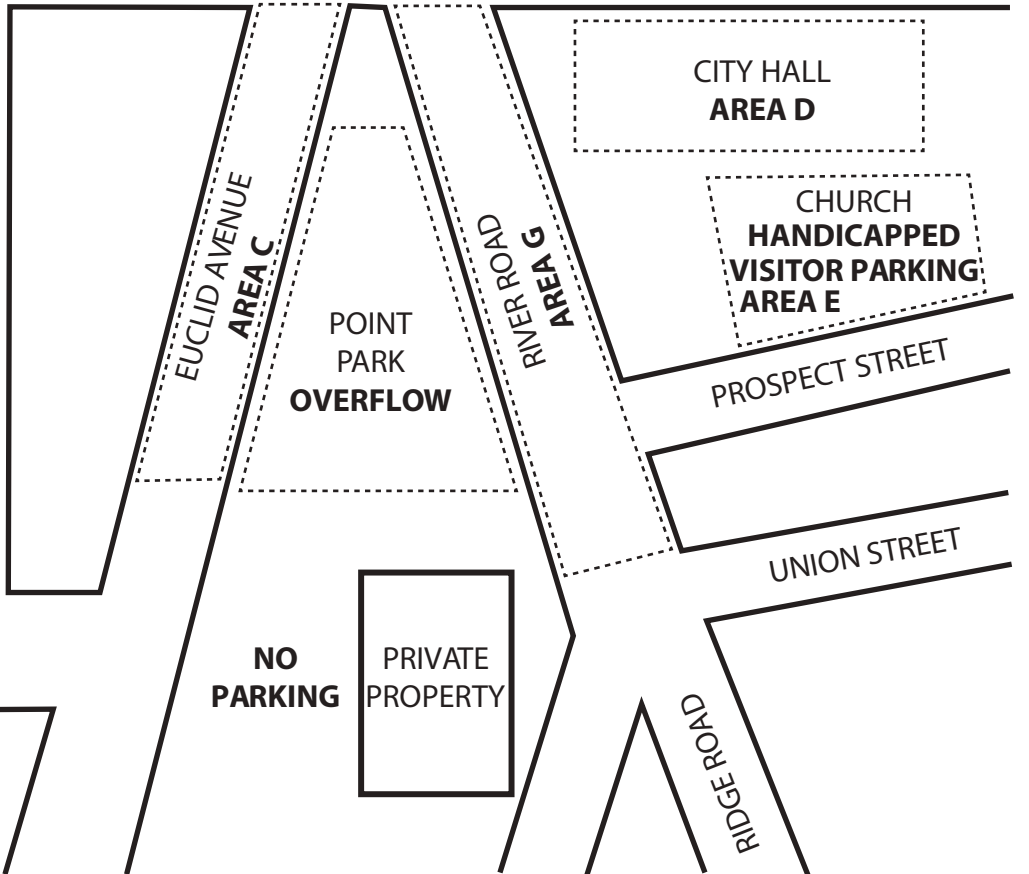 CITY HALL
AREA D
CHURCH
HANDICAPPED
VISITOR PARKING
AREA E
EUCLID AVENUE
AREA C
RIVER ROAD
AREA G
POINT
PARK
OVERFLOW
PROSPECT STREET
UNION STREET
NO
PARKING
PRIVATE
PROPERTY
RIDGE ROAD